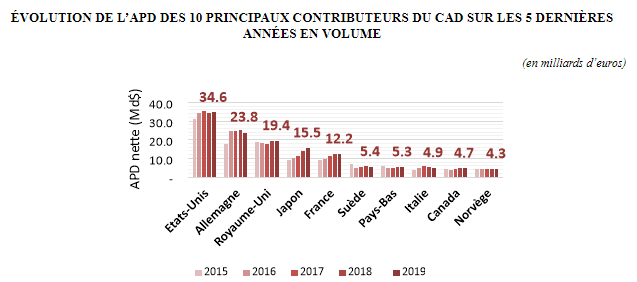 ÉVOLUTION DE L'APD DES 10 PRINCIPAUX CONTRIBUTEURS DU CAD SUR LES 5 DERNIÈRES
ANNÉES EN VOLUME
(en milliards d'euros)
APD nette (Md$)
40.0
30.0
20.0
10.0
-
34.6
23.8
19.4
15.5
12.2
5.4
5.3
4.9
4.7
4.3
Etats-Unis
Allemagne
Royaume-Uni
Japon
France
Suède
Pays-Bas
Italie
Canada
Norvège
2015 2016 2017 2018 2019